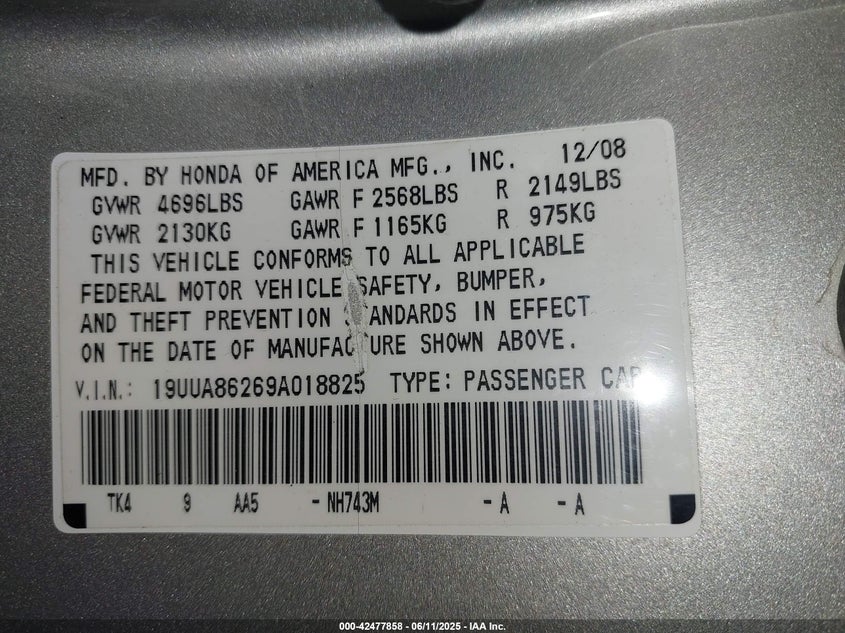 MFD. BY HONDA OF AMERICA MFG., INC. 12/08
GVWR 4696LBS GAWR F 2568LBS R 2149LBS
GVWR 2130KG GAWR F 1165KG R 975KG
THIS VEHICLE CONFORMS TO ALL APPLICABLE
FEDERAL MOTOR VEHICLE SAFETY, BUMPER,
AND THEFT PREVENTION STANDARDS IN EFFECT
ON THE DATE OF MANUFACTURE SHOWN ABOVE.
V.I.N.: 19UUA86269A018825 TYPE: PASSENGER CAR
TK4 9 AA5 - NH743M - A - A
000-42477858 - 06/11/2025 - IAA Inc.